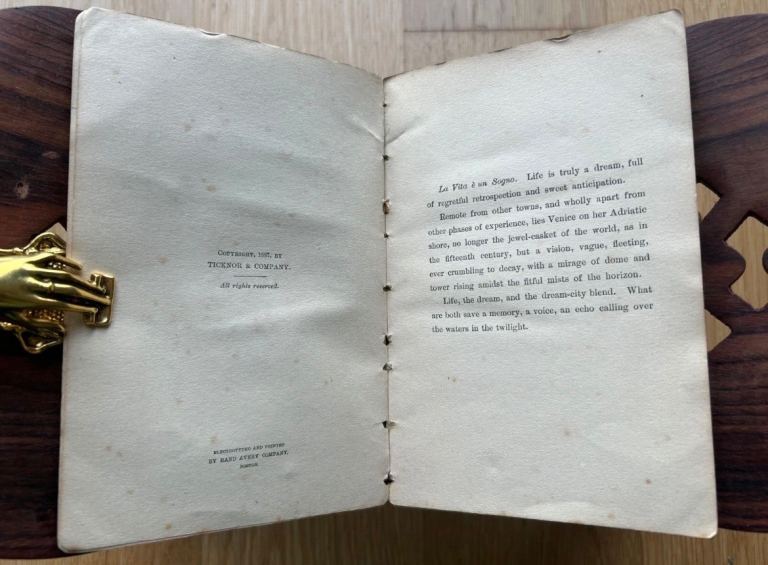 COPYRIGHT, 1887, BY
TICKNOR & COMPANY.
All rights reserved.
ELECTROTYPED AND PRINTED
BY RAND AVERY COMPANY,
BOSTON.
La Vita è un Sogno. Life is truly a dream, full
of regretful retrospection and sweet anticipation.
Remote from other towns, and wholly apart from
other phases of experience, lies Venice on her Adriatic
shore, no longer the jewel-casket of the world, as in
the fifteenth century, but a vision, vague, fleeting,
ever crumbling to decay, with a mirage of dome and
tower rising amidst the fitful mists of the horizon.
Life, the dream, and the dream-city blend. What
are both save a memory, a voice, an echo calling over
the waters in the twilight.